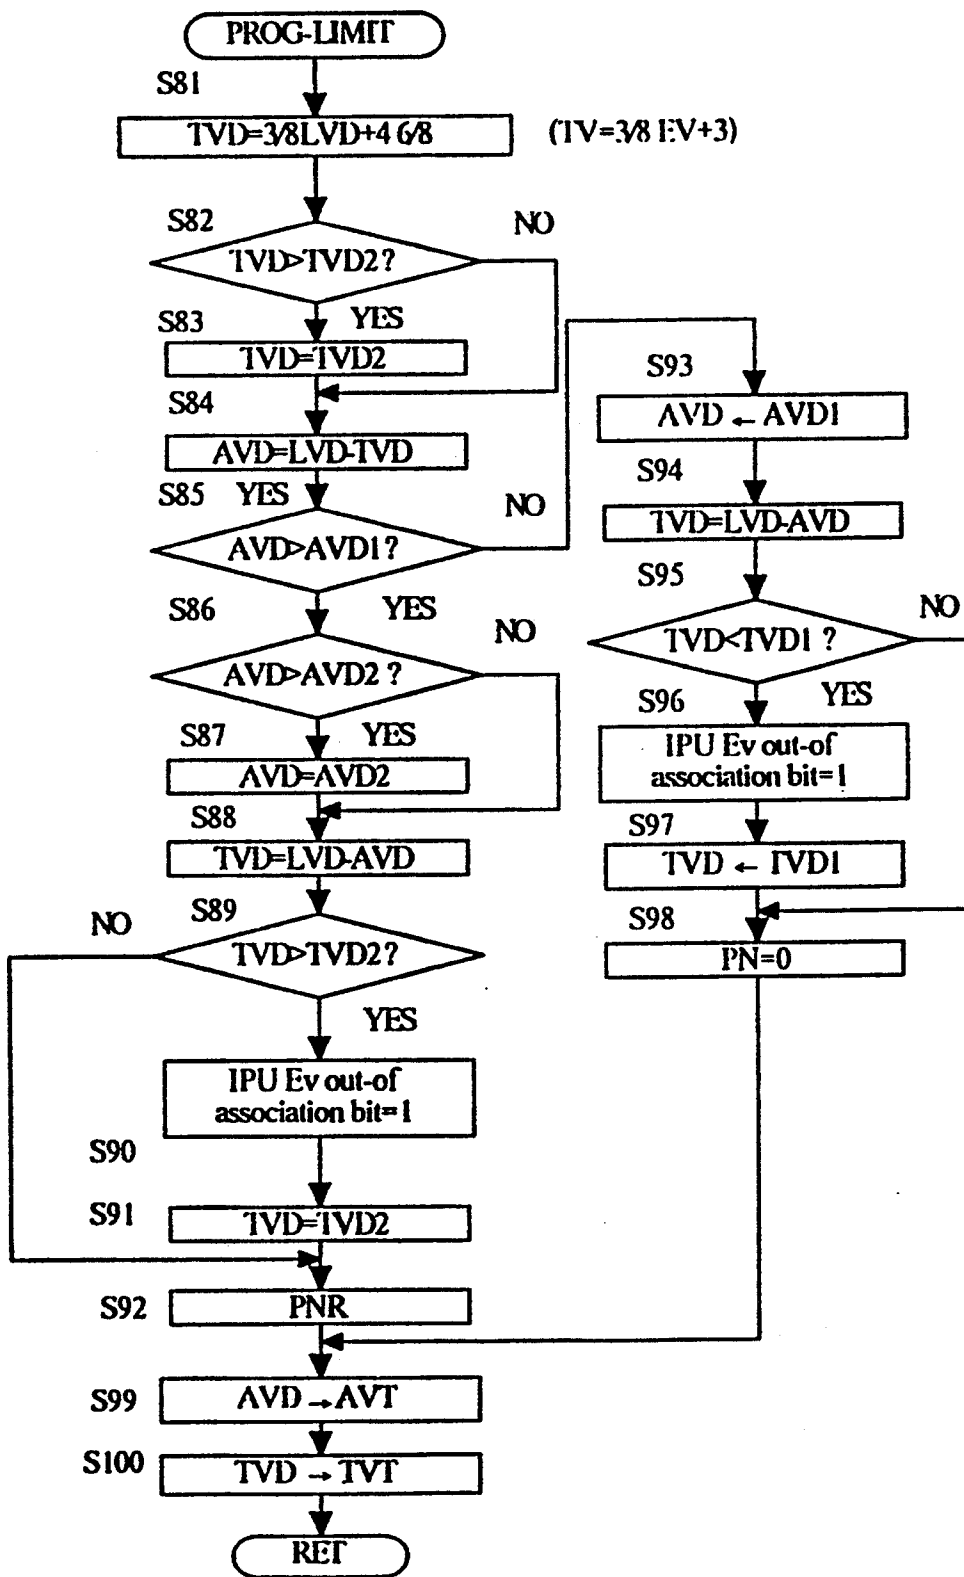 PROG-LIMIT
S81
TVD=3/8LVD+4 6/8
(TV=3/8 EV+3)
S82
NO
TVD>TVD2?
S83
YES
TVD=TVD2
S84
AVD=LVD-TVD
S85
YES
NO
AVD>AVD1?
S86
YES
NO
AVD>AVD2 ?
S87
YES
AVD=AVD2
S88
TVD=LVD-AVD
S89
NO
TVD>TVD2?
YES
IPU Ev out-of
association bit=1
S90
S91
TVD=TVD2
S92
PNR
S93
AVD ← AVD1
S94
TVD=LVD-AVD
S95
NO
TVD<TVD1 ?
S96
YES
IPU Ev out-of
association bit=1
S97
TVD ← TVD1
S98
PN=0
S99
AVD → AVT
S100
TVD → TVT
RET